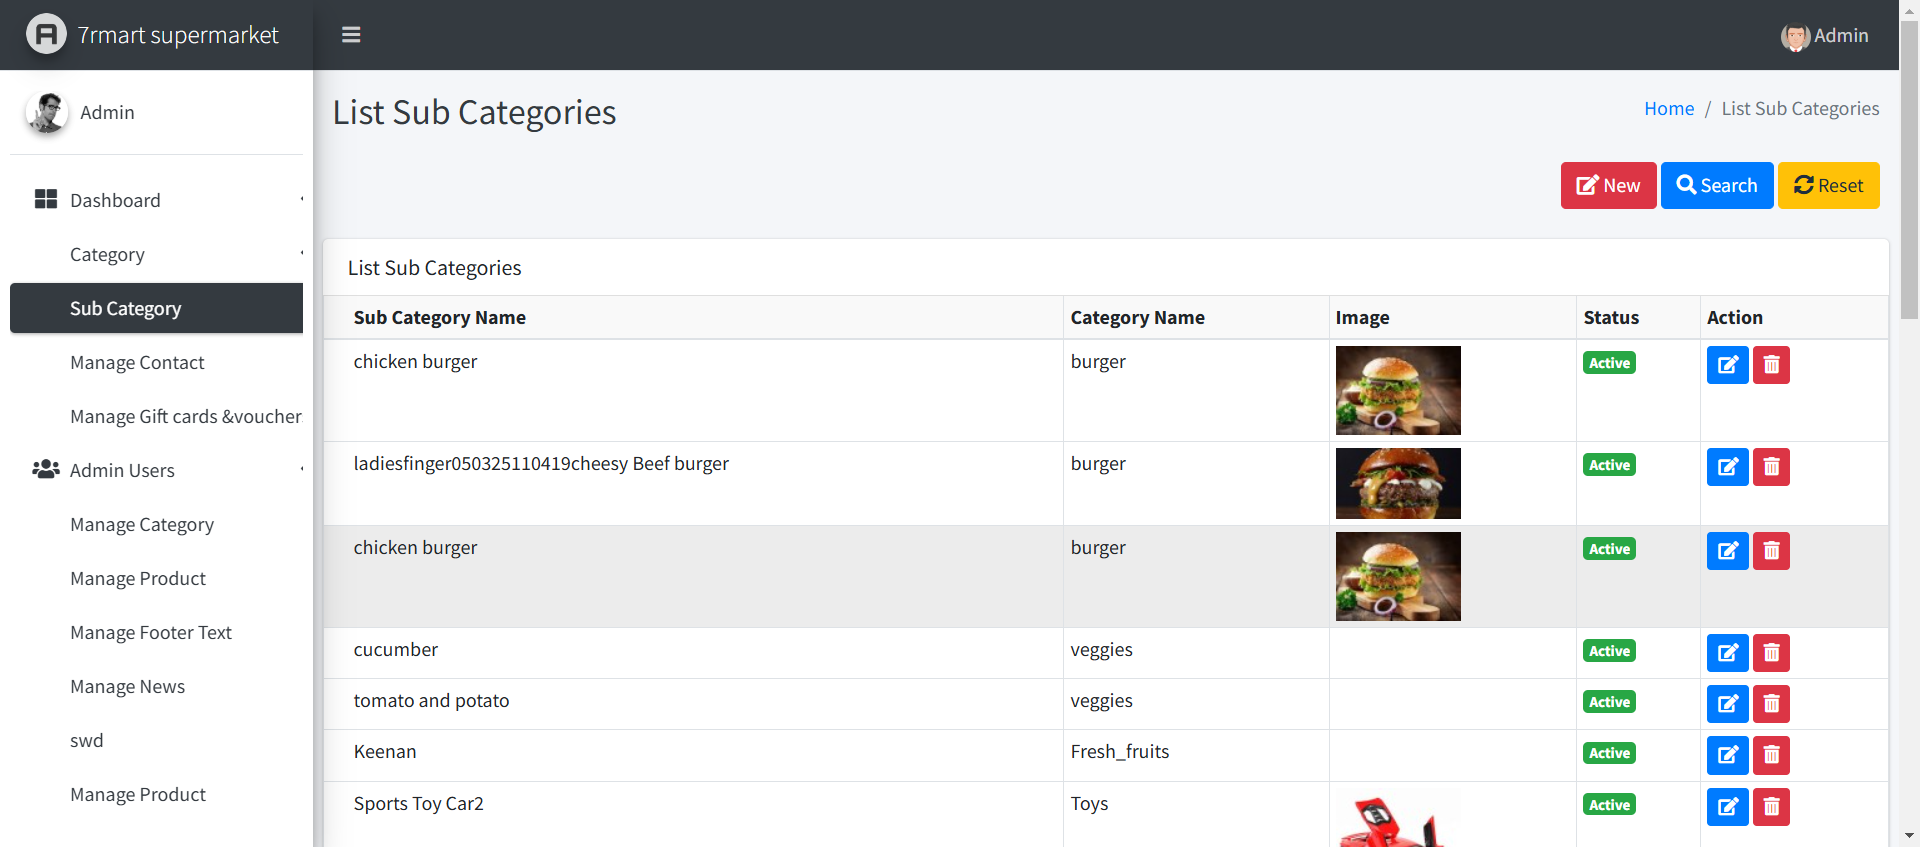 7rmart supermarket
Admin
Admin
Dashboard
Category
Sub Category
Manage Contact
Manage Gift cards &voucher
Admin Users
Manage Category
Manage Product
Manage Footer Text
Manage News
swd
Manage Product
List Sub Categories
Home / List Sub Categories
New Search Reset
List Sub Categories
Sub Category Name Category Name Image Status Action
chicken burger burger Active
ladiesfinger050325110419cheesy Beef burger burger Active
chicken burger burger Active
cucumber veggies Active
tomato and potato veggies Active
Keenan Fresh_fruits Active
Sports Toy Car2 Toys Active